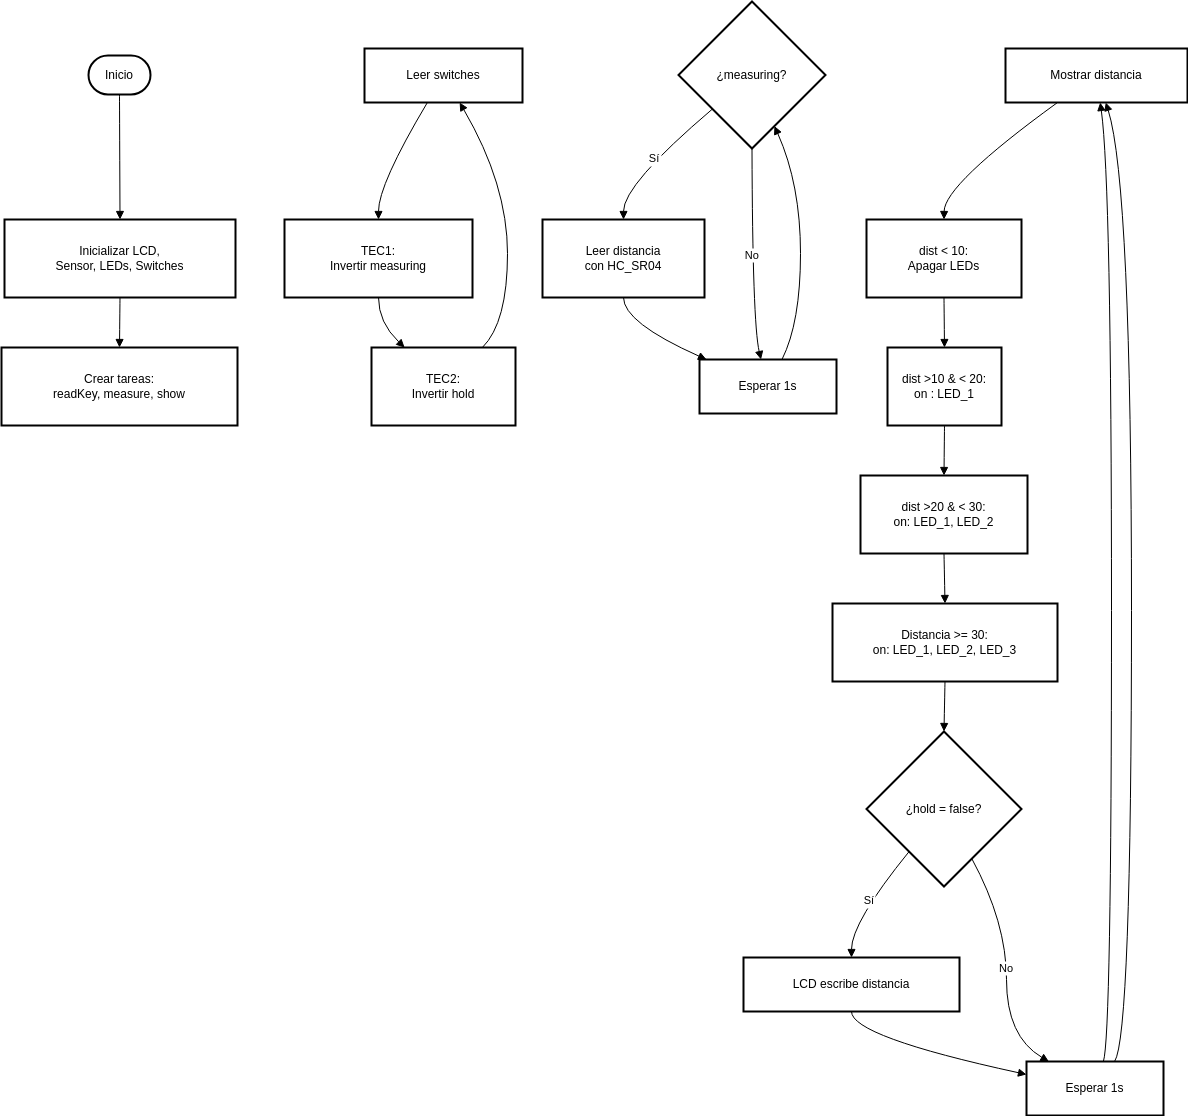 Inicio
Inicializar LCD,
Sensor, LEDs, Switches
Crear tareas:
readKey, measure, show
Leer switches
TEC1:
Invertir measuring
TEC2:
Invertir hold
¿measuring?
Sí
No
Leer distancia
con HC_SR04
Esperar 1s
Mostrar distancia
dist < 10:
Apagar LEDs
dist >10 & < 20:
on : LED_1
dist >20 & < 30:
on: LED_1, LED_2
Distancia >= 30:
on: LED_1, LED_2, LED_3
¿hold = false?
Sí
No
LCD escribe distancia
Esperar 1s